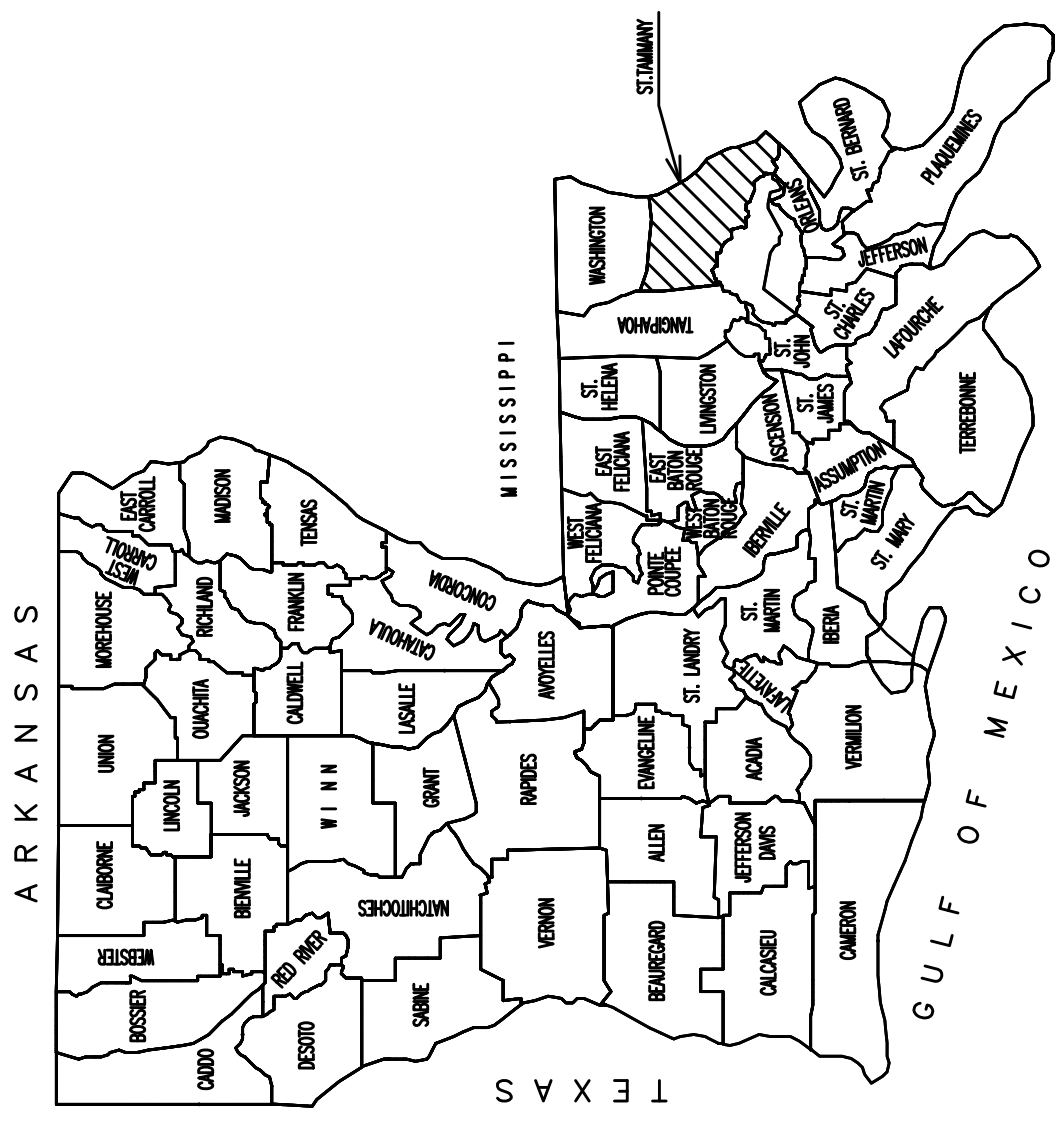 ARKANSAS
MISSISSIPPI
TEXAS
GULF OF MEXICO
ST.TAMMANY
CADDO
BOSSIER
WEBSTER
CLAIBORNE
UNION
MOREHOUSE
WEST
CARROLL
EAST
CARROLL
LINCOLN
OUACHITA
RICHLAND
MADISON
BIENVILLE
JACKSON
DESOTO
RED RIVER
WINN
CALDWELL
FRANKLIN
TENSAS
SABINE
NATCHITOCHES
GRANT
LASALLE
CATAHOULA
CONCORDIA
VERNON
RAPIDES
AVOYELLES
BEAUREGARD
ALLEN
EVANGELINE
ST. LANDRY
POINTE
COUPEE
WEST
FELICIANA
EAST
FELICIANA
ST.
HELENA
TANGIPAHOA
WASHINGTON
EAST
BATON
ROUGE
WEST
BATON
ROUGE
LIVINGSTON
CALCASIEU
JEFFERSON
DAVIS
ACADIA
LAFAYETTE
ST.
MARTIN
IBERVILLE
ASCENSION
ST.
JAMES
ST.
JOHN
ST.
CHARLES
ORLEANS
ST. BERNARD
PLAQUEMINES
JEFFERSON
LAFOURCHE
TERREBONNE
ASSUMPTION
ST.
MARTIN
ST. MARY
IBERIA
VERMILION
CAMERON